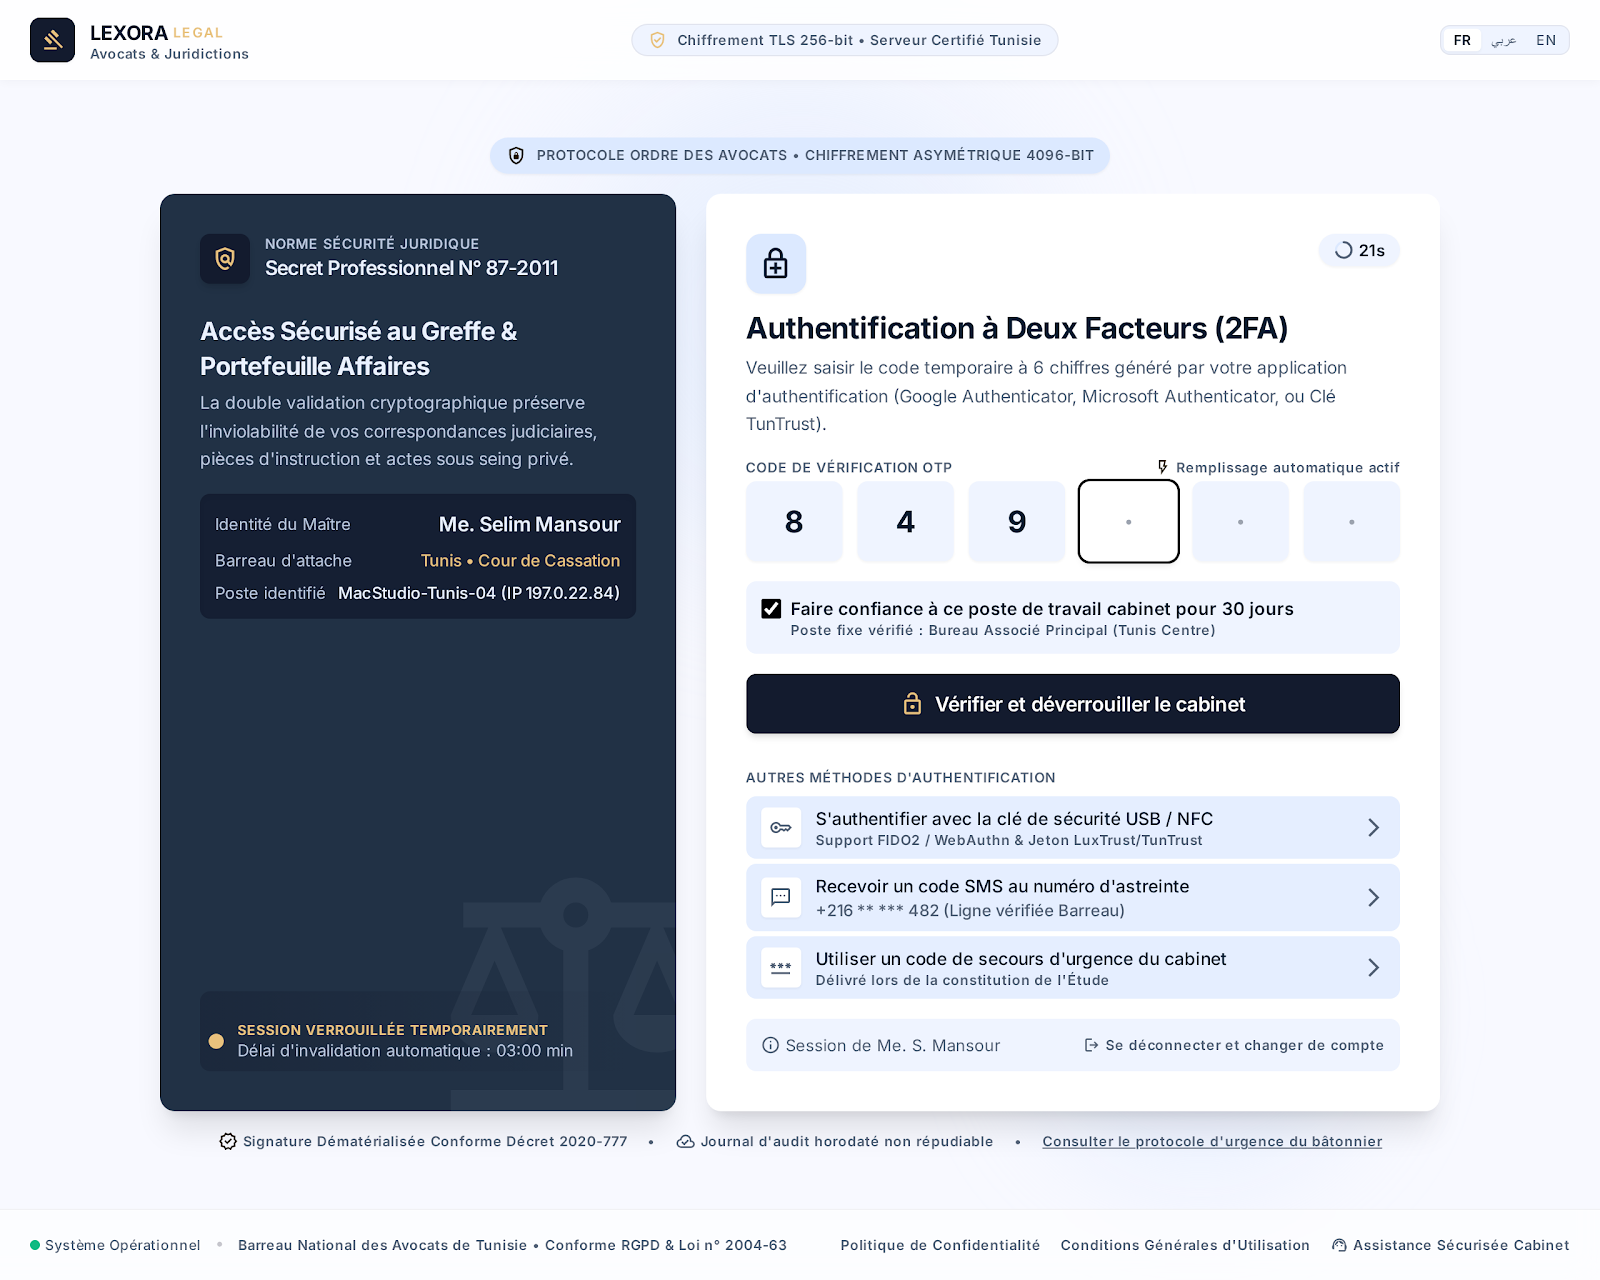 LEXORA LEGAL
Avocats & Juridictions
Chiffrement TLS 256-bit • Serveur Certifié Tunisie
FR عربي EN
PROTOCOLE ORDRE DES AVOCATS • CHIFFREMENT ASYMÉTRIQUE 4096-BIT
NORME SÉCURITÉ JURIDIQUE
Secret Professionnel N° 87-2011
Accès Sécurisé au Greffe &
Portefeuille Affaires
La double validation cryptographique préserve
l'inviolabilité de vos correspondances judiciaires,
pièces d'instruction et actes sous seing privé.
Identité du Maître Me. Selim Mansour
Barreau d'attache Tunis • Cour de Cassation
Poste identifié MacStudio-Tunis-04 (IP 197.0.22.84)
SESSION VERROUILLÉE TEMPORAIREMENT
Délai d'invalidation automatique : 03:00 min
21s
Authentification à Deux Facteurs (2FA)
Veuillez saisir le code temporaire à 6 chiffres généré par votre application
d'authentification (Google Authenticator, Microsoft Authenticator, ou Clé
TunTrust).
CODE DE VÉRIFICATION OTP Remplissage automatique actif
8 4 9 • • •
Faire confiance à ce poste de travail cabinet pour 30 jours
Poste fixe vérifié : Bureau Associé Principal (Tunis Centre)
Vérifier et déverrouiller le cabinet
AUTRES MÉTHODES D'AUTHENTIFICATION
S'authentifier avec la clé de sécurité USB / NFC
Support FIDO2 / WebAuthn & Jeton LuxTrust/TunTrust
Recevoir un code SMS au numéro d'astreinte
+216 ** *** 482 (Ligne vérifiée Barreau)
Utiliser un code de secours d'urgence du cabinet
Délivré lors de la constitution de l'Étude
Session de Me. S. Mansour Se déconnecter et changer de compte
Signature Dématérialisée Conforme Décret 2020-777 • Journal d'audit horodaté non répudiable • Consulter le protocole d'urgence du bâtonnier
Système Opérationnel • Barreau National des Avocats de Tunisie • Conforme RGPD & Loi n° 2004-63 Politique de Confidentialité Conditions Générales d'Utilisation Assistance Sécurisée Cabinet